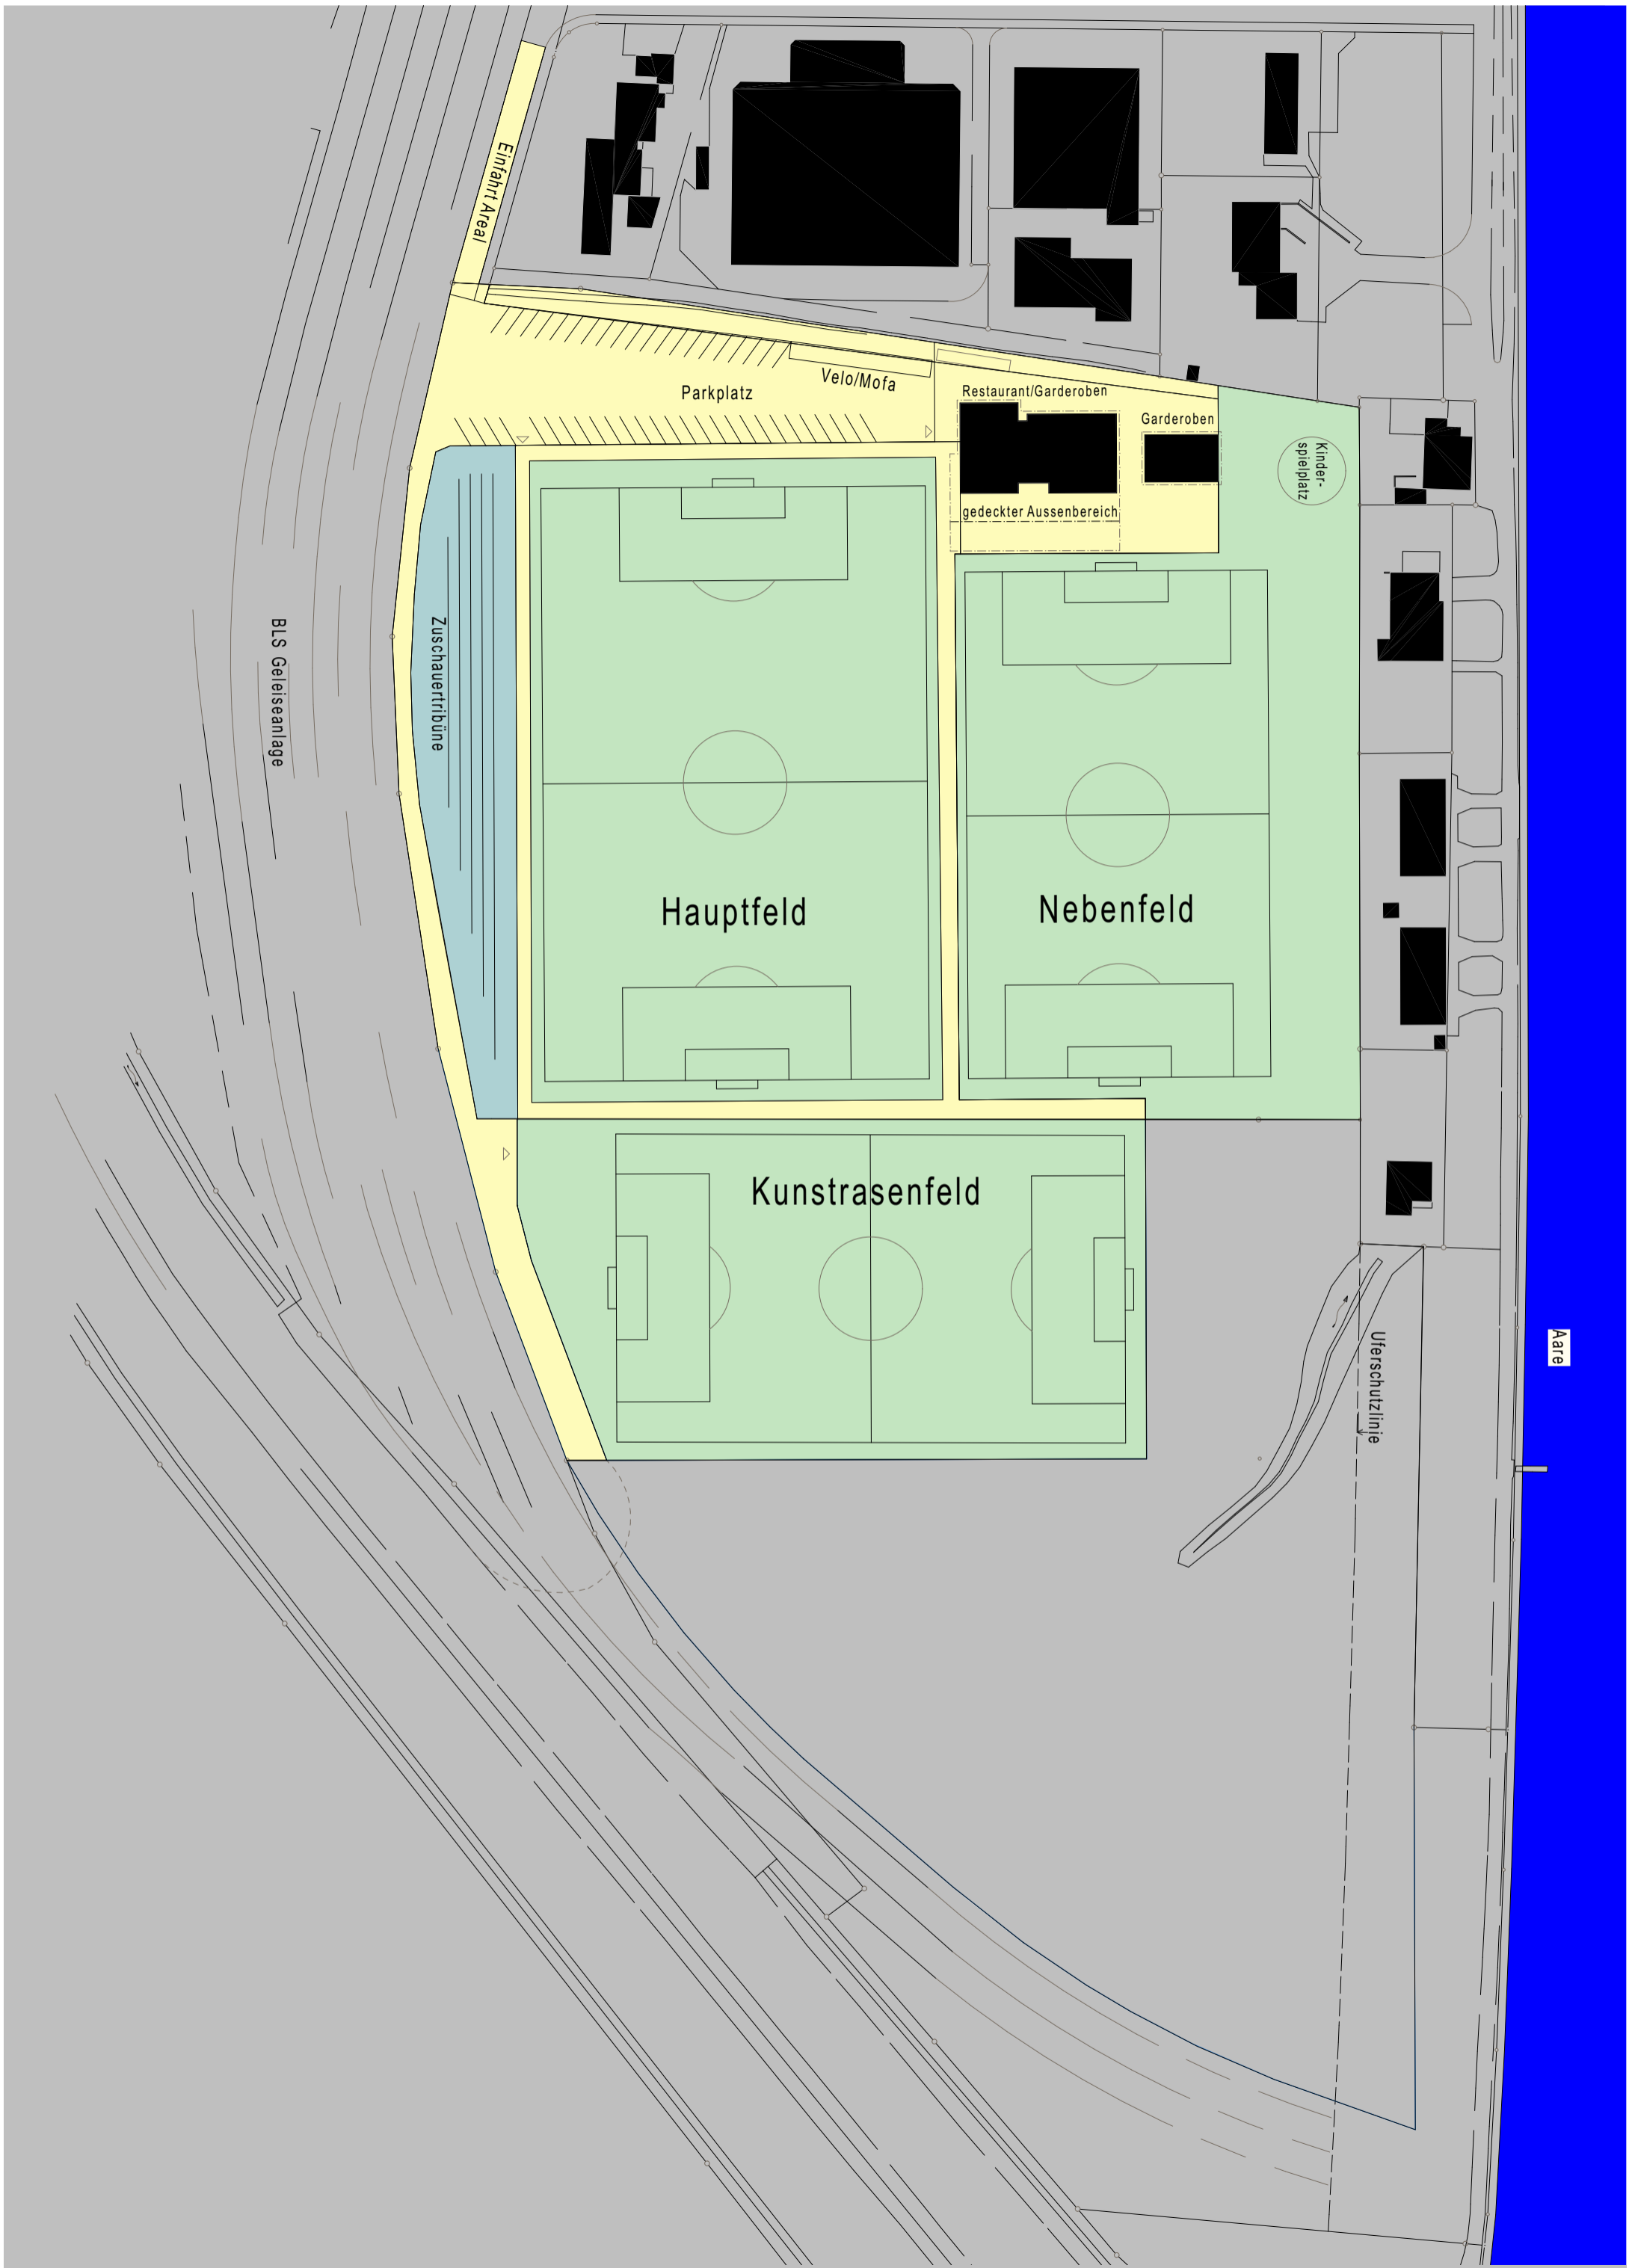 Einfahrt Areal
Parkplatz
Velo/Mofa
Restaurant/Garderoben
Garderoben
Kinder-
spielplatz
gedeckter Aussenbereich
BLS Geleiseanlage
Zuschauertribüne
Hauptfeld
Nebenfeld
Kunstrasenfeld
Uferschutzlinie
Aare